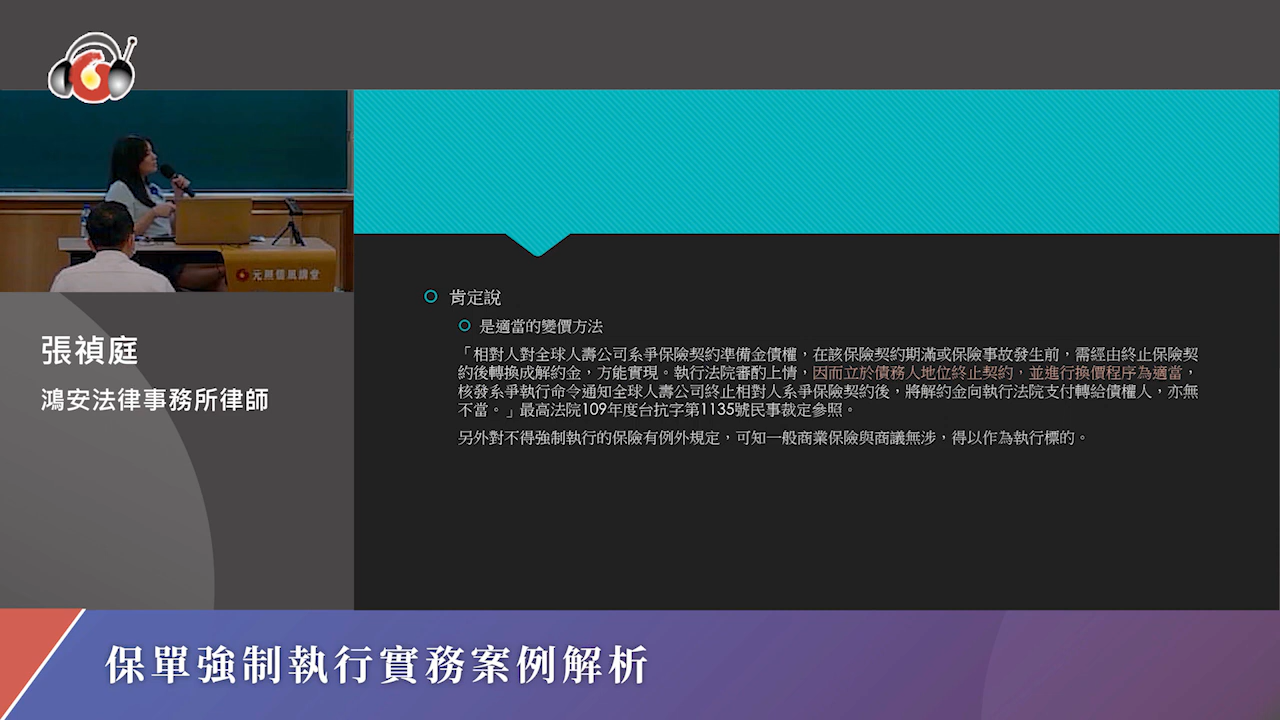 元照儒風講堂
張禎庭
鴻安法律事務所律師
肯定說
是適當的變價方法
「相對人對全球人壽公司系爭保險契約準備金債權，在該保險契約期滿或保險事故發生前，需經由終止保險契
約後轉換成解約金，方能實現。執行法院審酌上情，因而立於債務人地位終止契約，並進行換價程序為適當，
核發系爭執行命令通知全球人壽公司終止相對人系爭保險契約後，將解約金向執行法院支付轉給債權人，亦無
不當。」最高法院109年度台抗字第1135號民事裁定參照。
另外對不得強制執行的保險有例外規定，可知一般商業保險與商議無涉，得以作為執行標的。
保單強制執行實務案例解析